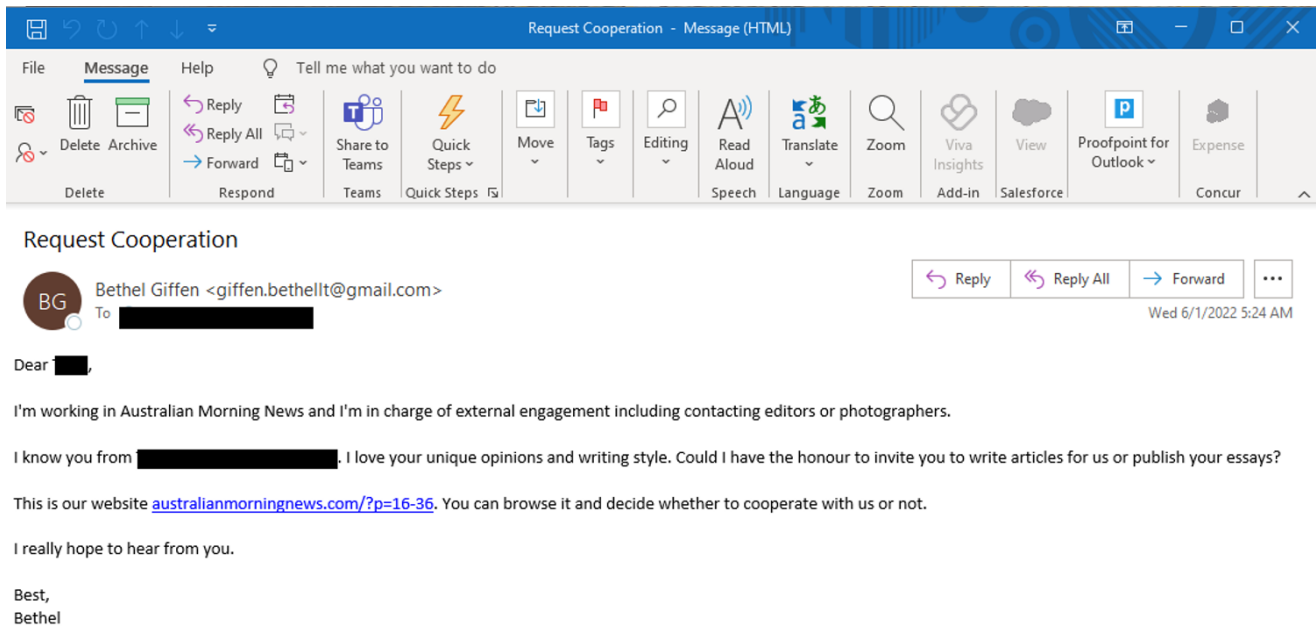 Request Cooperation - Message (HTML)
File Message Help Tell me what you want to do
Delete Archive
Reply
Reply All
Forward
Share to Teams
Quick Steps
Move
Tags
Editing
Read Aloud
Translate
Zoom
Viva Insights
View
Proofpoint for Outlook
Expense
Delete Respond Teams Quick Steps Speech Language Zoom Add-in Salesforce Concur
Request Cooperation
BG
Bethel Giffen <giffen.bethellt@gmail.com>
To
Reply Reply All Forward
Wed 6/1/2022 5:24 AM
Dear ,
I'm working in Australian Morning News and I'm in charge of external engagement including contacting editors or photographers.
I know you from . I love your unique opinions and writing style. Could I have the honour to invite you to write articles for us or publish your essays?
This is our website australianmorningnews.com/?p=16-36. You can browse it and decide whether to cooperate with us or not.
I really hope to hear from you.
Best,
Bethel